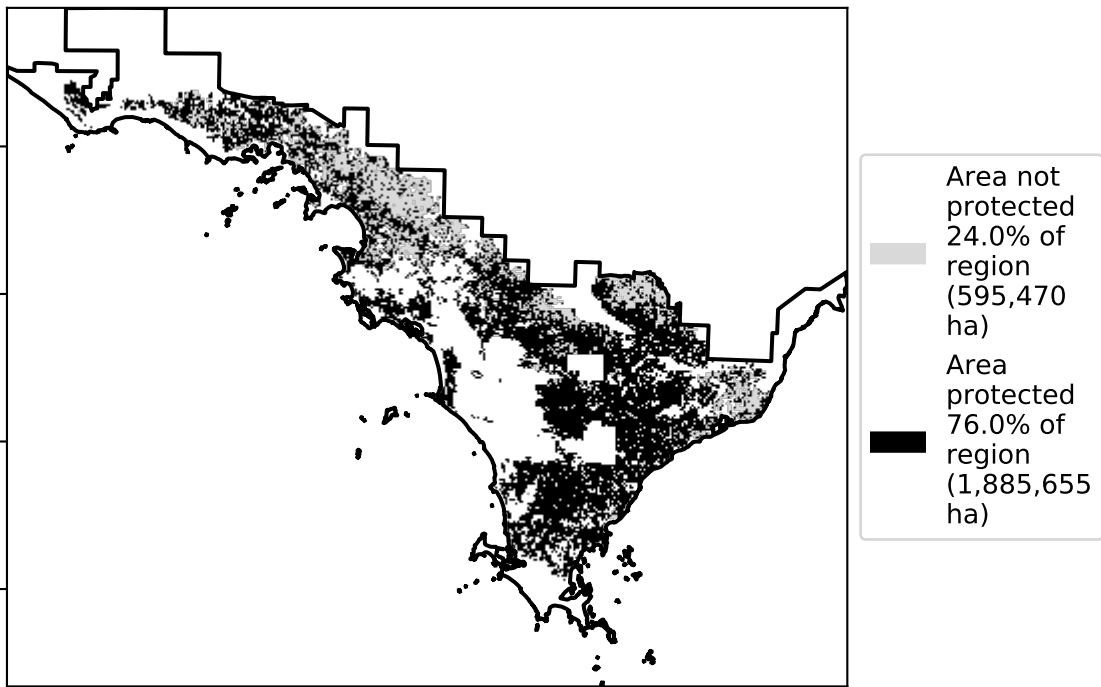 Area not
protected
24.0% of
region
(595,470
ha)
Area
protected
76.0% of
region
(1,885,655
ha)